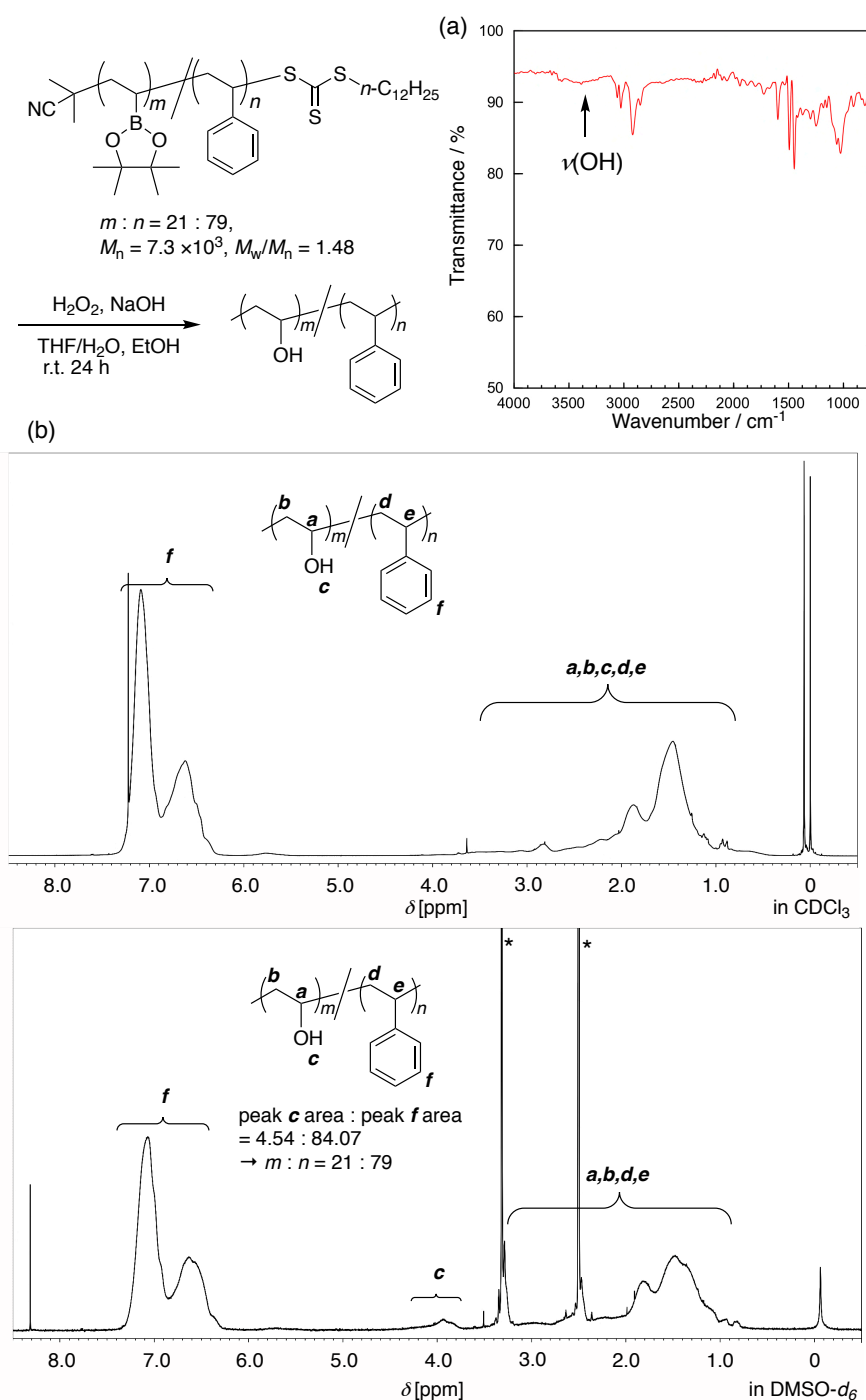 (a)
NC
m
n
S
S
n-C12H25
S
B
O
O
m : n = 21 : 79,
Mn = 7.3 ×10³, Mw/Mn = 1.48
H2O2, NaOH
THF/H2O, EtOH
r.t. 24 h
m
n
OH
Transmittance / %
100
90
80
70
60
50
ν(OH)
4000 3500 3000 2500 2000 1500 1000
Wavenumber / cm-1
(b)
b
a
d
e
m
n
OH
c
f
f
a,b,c,d,e
8.0 7.0 6.0 5.0 4.0 3.0 2.0 1.0 0
δ [ppm]
in CDCl3
*
*
b
a
d
e
m
n
OH
c
f
f
peak c area : peak f area
= 4.54 : 84.07
→ m : n = 21 : 79
a,b,d,e
c
8.0 7.0 6.0 5.0 4.0 3.0 2.0 1.0 0
δ [ppm]
in DMSO-d6